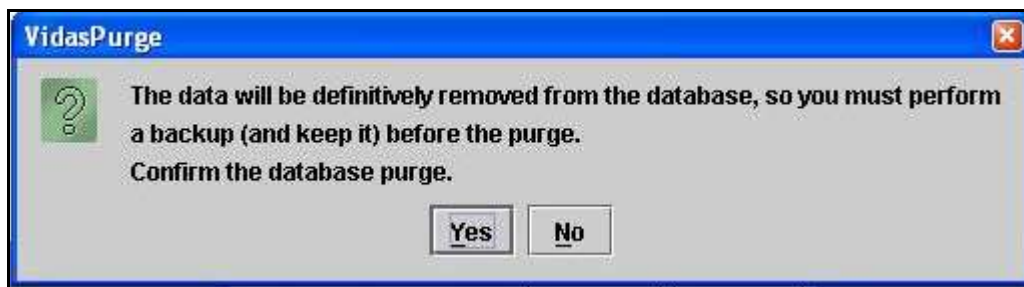 VidasPurge
The data will be definitively removed from the database, so you must perform
a backup (and keep it) before the purge.
Confirm the database purge.
Yes No